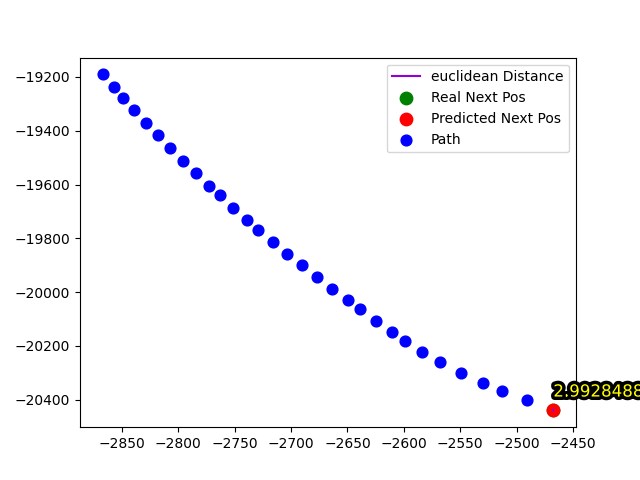 euclidean Distance
Real Next Pos
Predicted Next Pos
Path
−19200
−19400
−19600
−19800
−20000
−20200
−20400
2.9928488
−2850 −2800 −2750 −2700 −2650 −2600 −2550 −2500 −2450